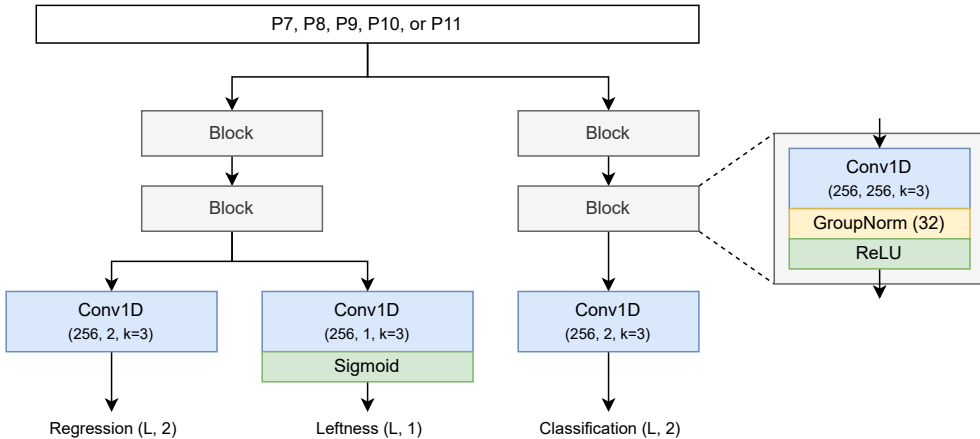 P7, P8, P9, P10, or P11
Block
Block
Block
Block
Conv1D
(256, 256, k=3)
GroupNorm (32)
ReLU
Conv1D
(256, 2, k=3)
Conv1D
(256, 1, k=3)
Sigmoid
Conv1D
(256, 2, k=3)
Regression (L, 2)
Leftness (L, 1)
Classification (L, 2)